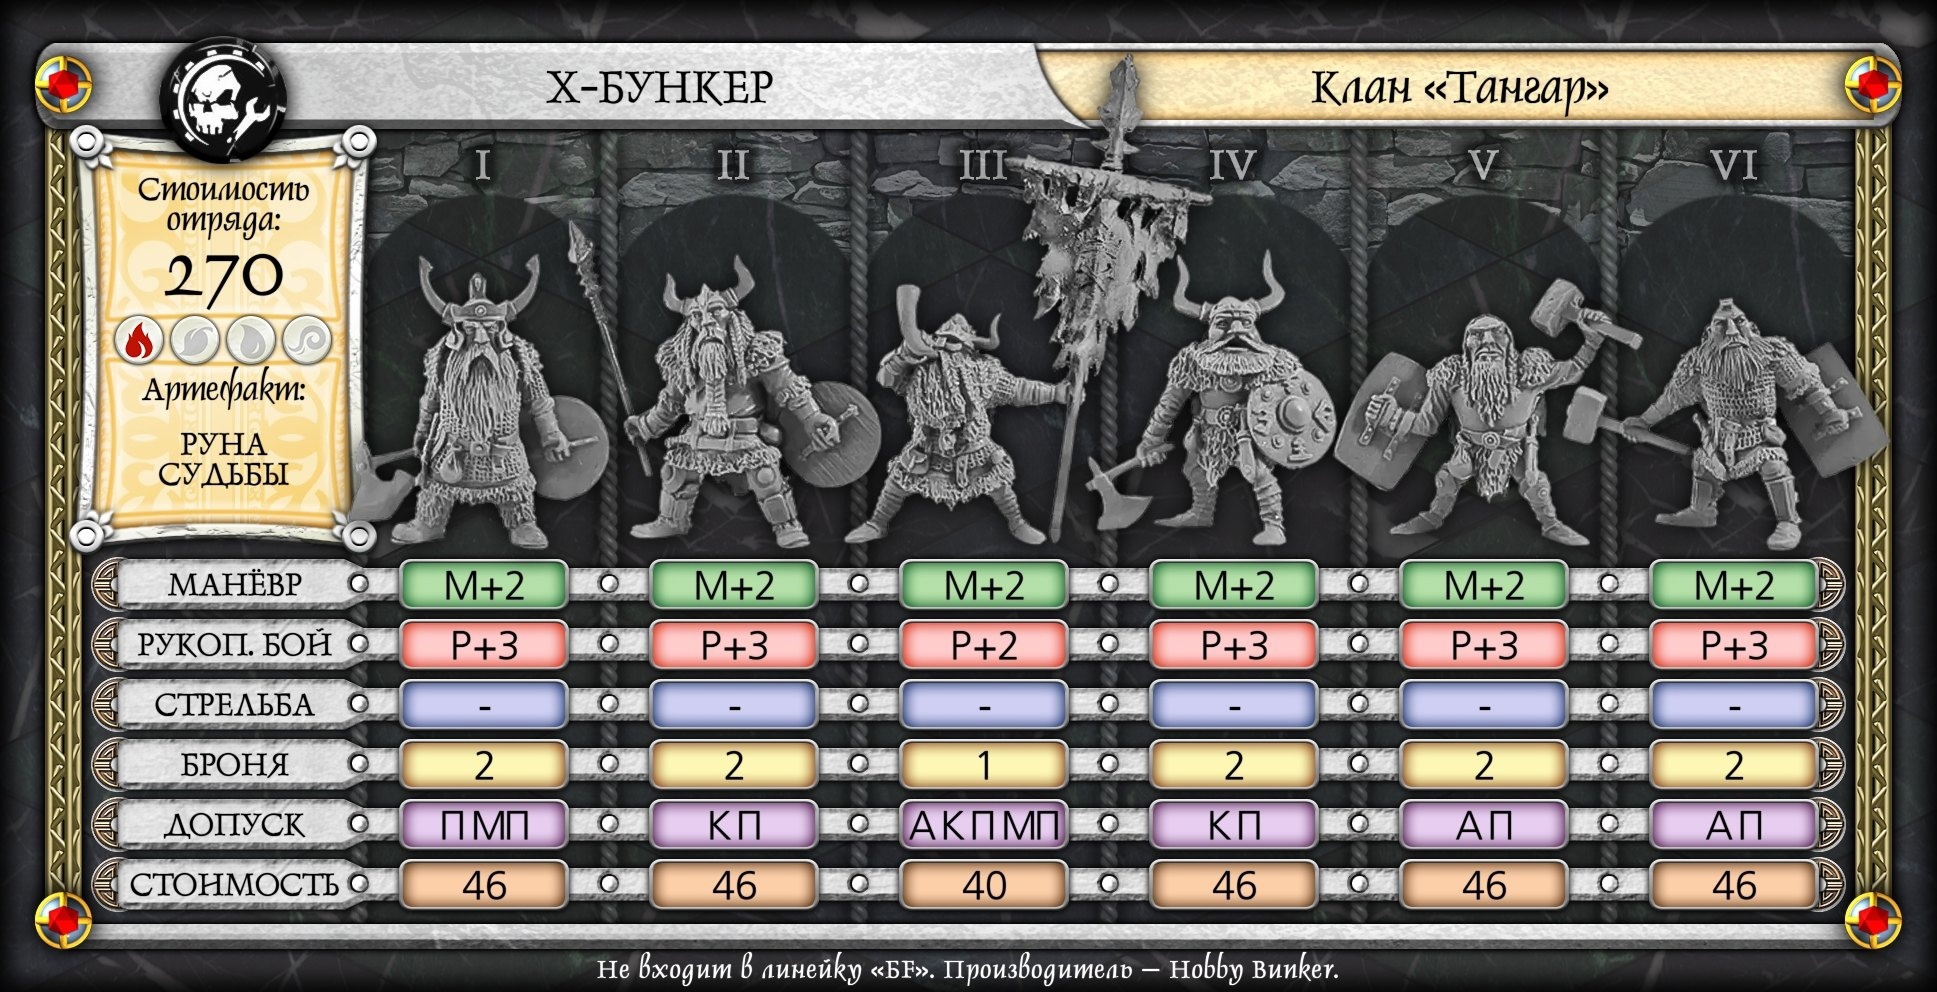 Х-БУНКЕР
Клан «Тангар»
Стоимость
отряда:
270
Артефакт:
РУНА
СУДЬБЫ
I II III IV V VI
МАНЁВР М+2 М+2 М+2 М+2 М+2 М+2
РУКОП. БОЙ Р+3 Р+3 Р+2 Р+3 Р+3 Р+3
СТРЕЛЬБА - - - - - -
БРОНЯ 2 2 1 2 2 2
ДОПУСК ПМП КП АКПМП КП АП АП
СТОИМОСТЬ 46 46 40 46 46 46
Не входит в линейку «БF». Производитель — Hobby Bunker.